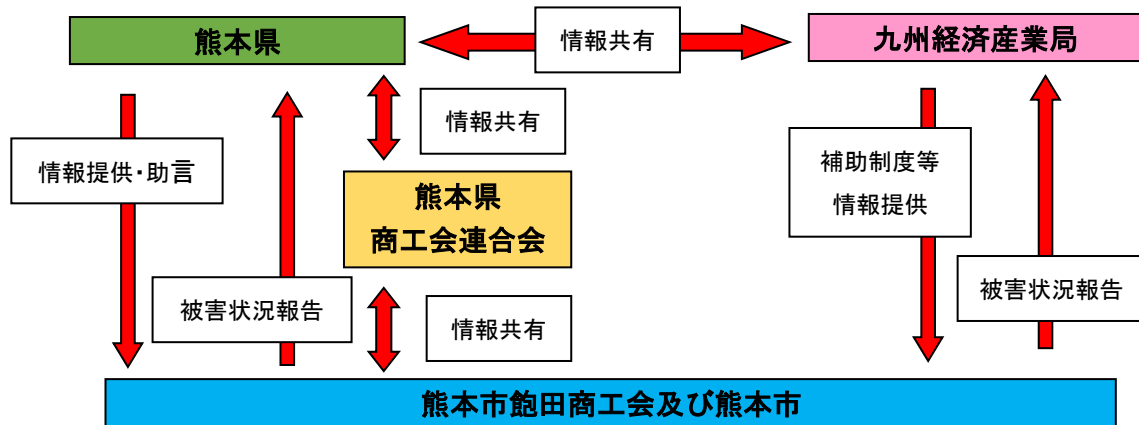 熊本県
情報共有
九州経済産業局
情報共有
情報提供・助言
補助制度等
情報提供
熊本県
商工会連合会
被害状況報告
情報共有
被害状況報告
熊本市飽田商工会及び熊本市